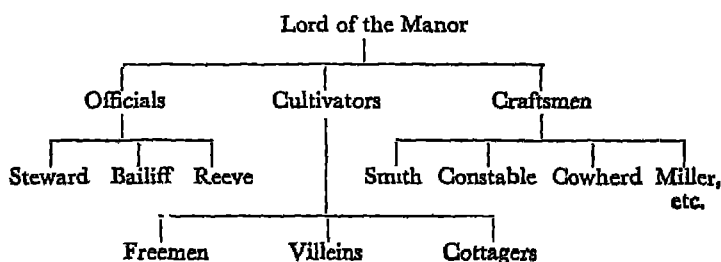 Lord of the Manor
Officials Cultivators Craftsmen
Steward Bailiff Reeve Smith Constable Cowherd Miller,
etc.
Freemen Villeins Cottagers